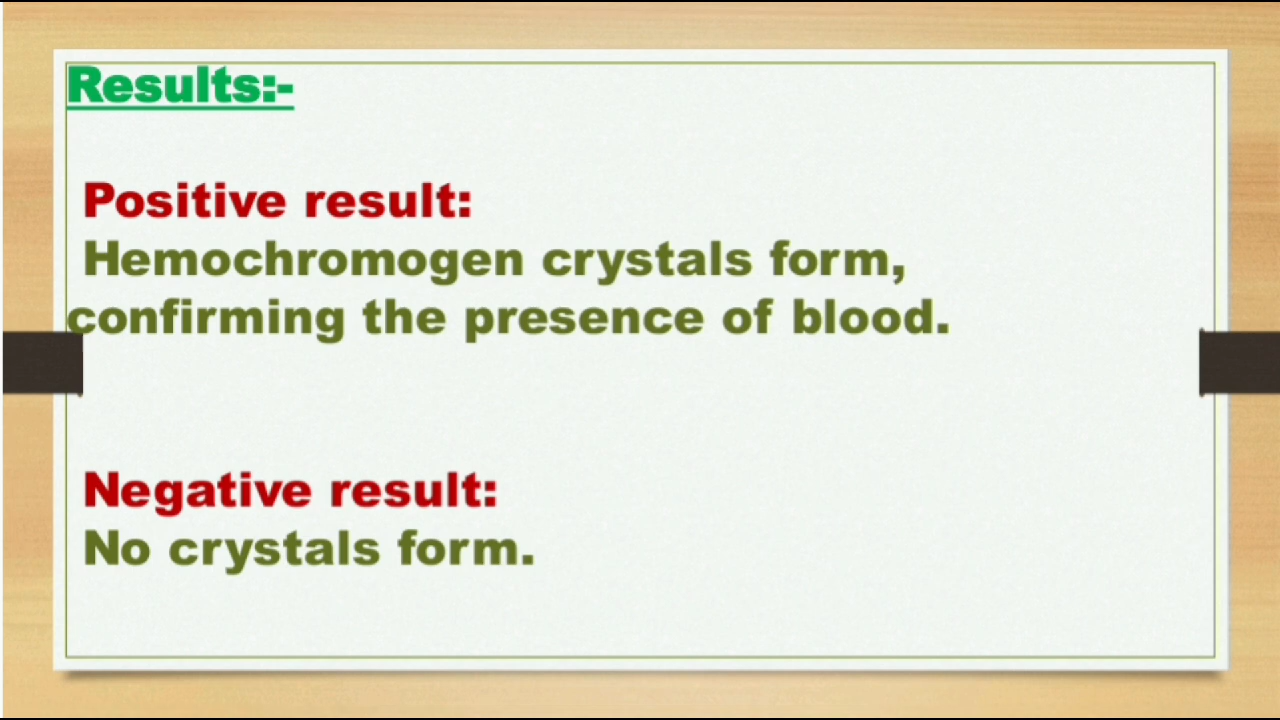 Results:-
Positive result:
Hemochromogen crystals form,
confirming the presence of blood.
Negative result:
No crystals form.